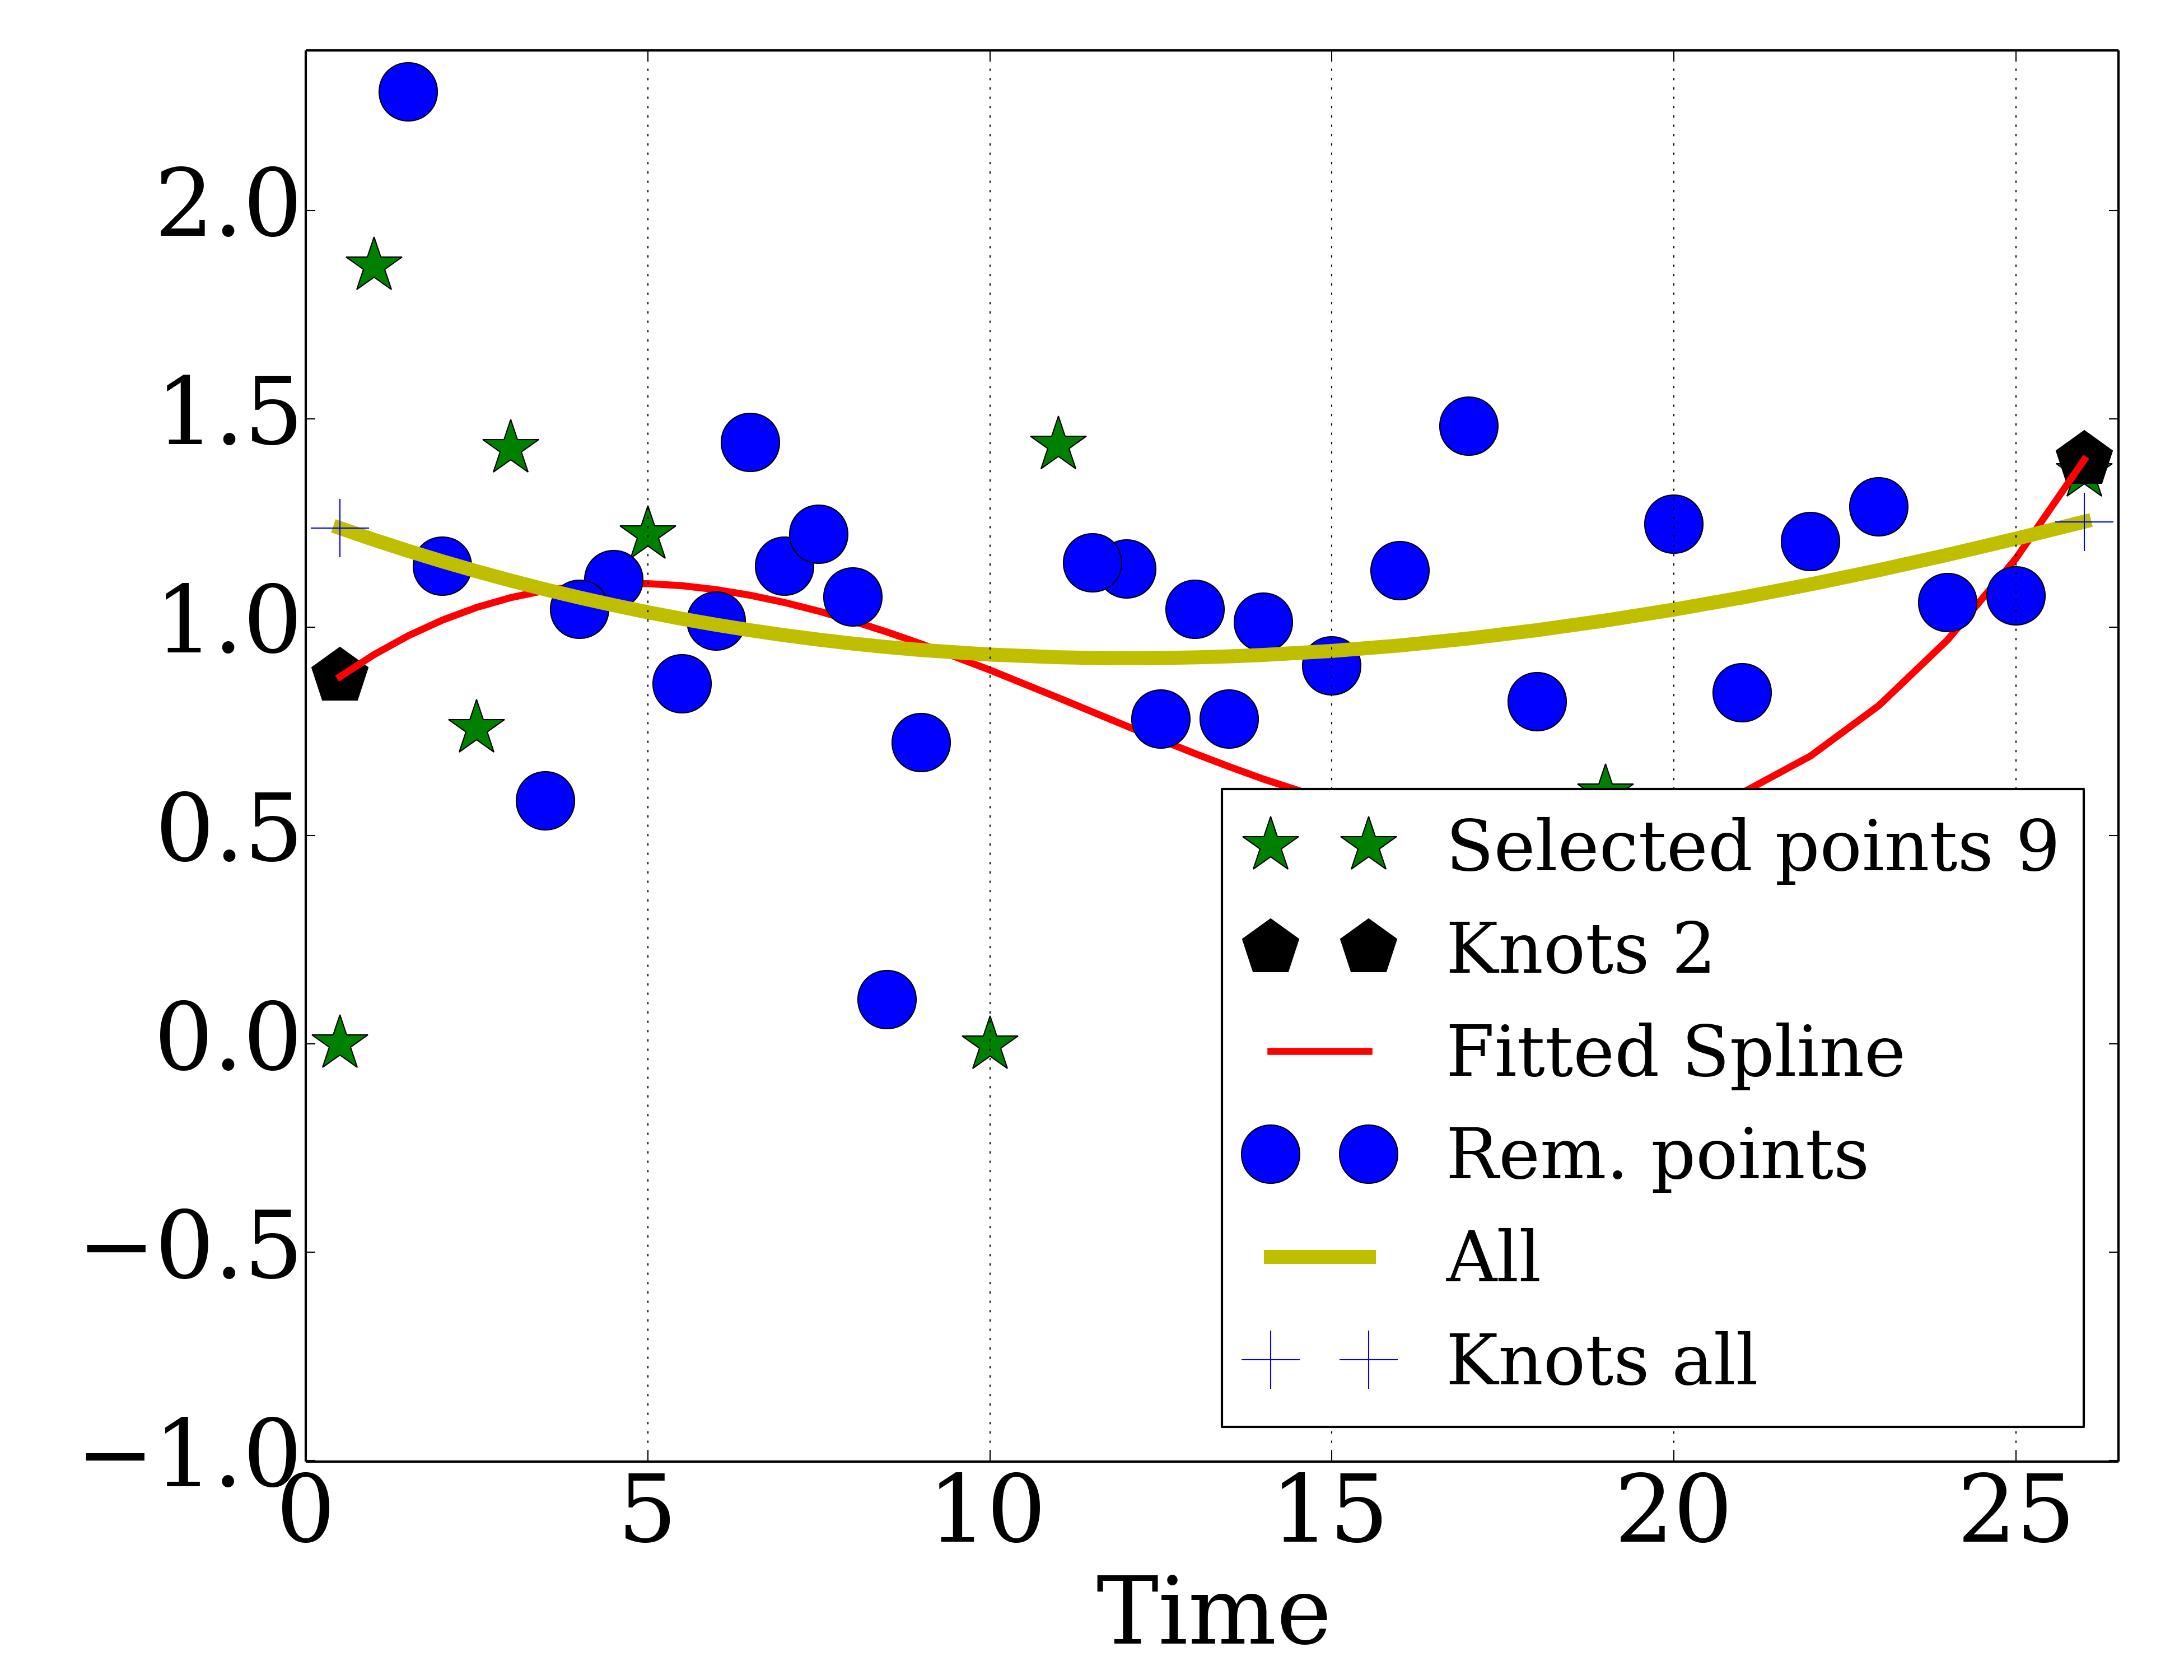 2.0
1.5
1.0
0.5
0.0
−0.5
−1.0
0 5 10 15 20 25
Time
Selected points 9
Knots 2
Fitted Spline
Rem. points
All
Knots all